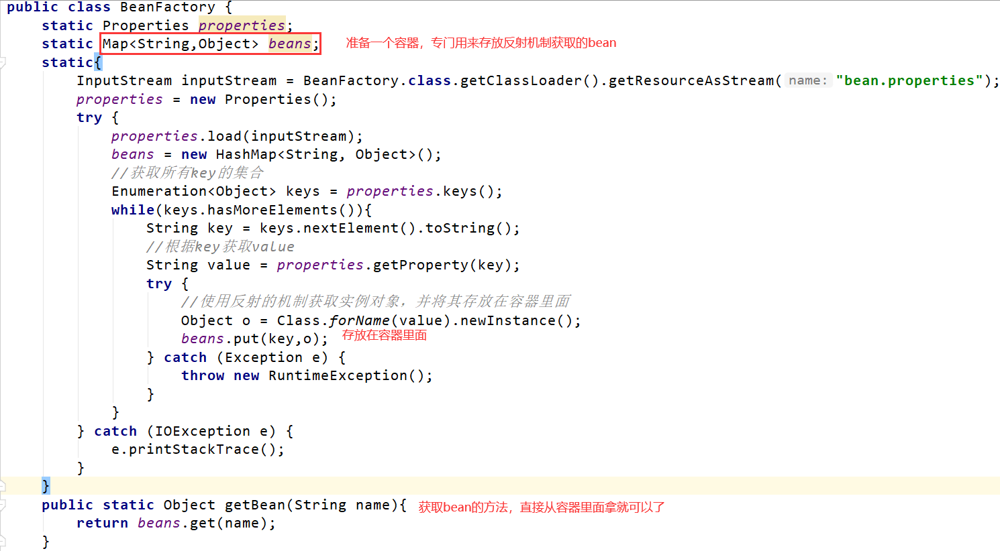 public class BeanFactory {
static Properties properties;
static Map<String,Object> beans; 准备一个容器，专门用来存放反射机制获取的bean
static{
InputStream inputStream = BeanFactory.class.getClassLoader().getResourceAsStream( name: "bean.properties");
properties = new Properties();
try {
properties.load(inputStream);
beans = new HashMap<String, Object>();
//获取所有key的集合
Enumeration<Object> keys = properties.keys();
while(keys.hasMoreElements()){
String key = keys.nextElement().toString();
//根据key获取value
String value = properties.getProperty(key);
try {
//使用反射的机制获取实例对象，并将其存放在容器里面
Object o = Class.forName(value).newInstance();
beans.put(key,o); 存放在容器里面
} catch (Exception e) {
throw new RuntimeException();
}
}
} catch (IOException e) {
e.printStackTrace();
}
}
public static Object getBean(String name){ 获取bean的方法，直接从容器里面拿就可以了
return beans.get(name);
}